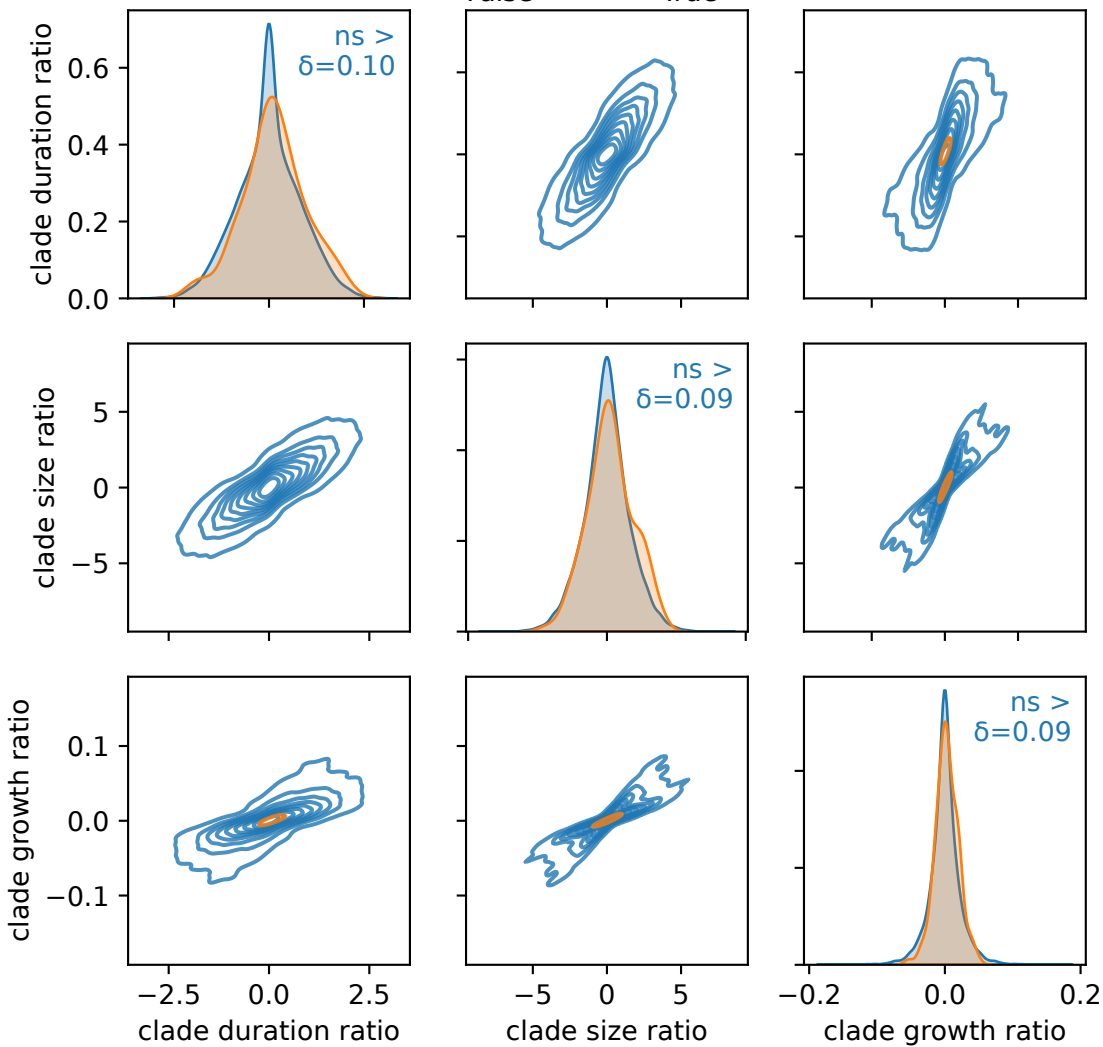 clade duration ratio
0.6
0.4
0.2
0.0
ns >
δ=0.10
clade size ratio
5
0
−5
ns >
δ=0.09
clade growth ratio
0.1
0.0
−0.1
ns >
δ=0.09
−2.5 0.0 2.5
−5 0 5
−0.2 0.0 0.2
clade duration ratio
clade size ratio
clade growth ratio